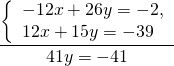 −12x + 26y = −2,
12x + 15y = −39
41y = −41